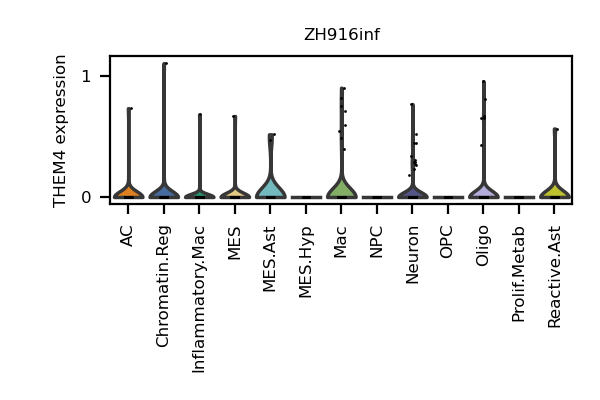 ZH916inf
THEM4 expression
1
0
AC
Chromatin.Reg
Inflammatory.Mac
MES
MES.Ast
MES.Hyp
Mac
NPC
Neuron
OPC
Oligo
Prolif.Metab
Reactive.Ast